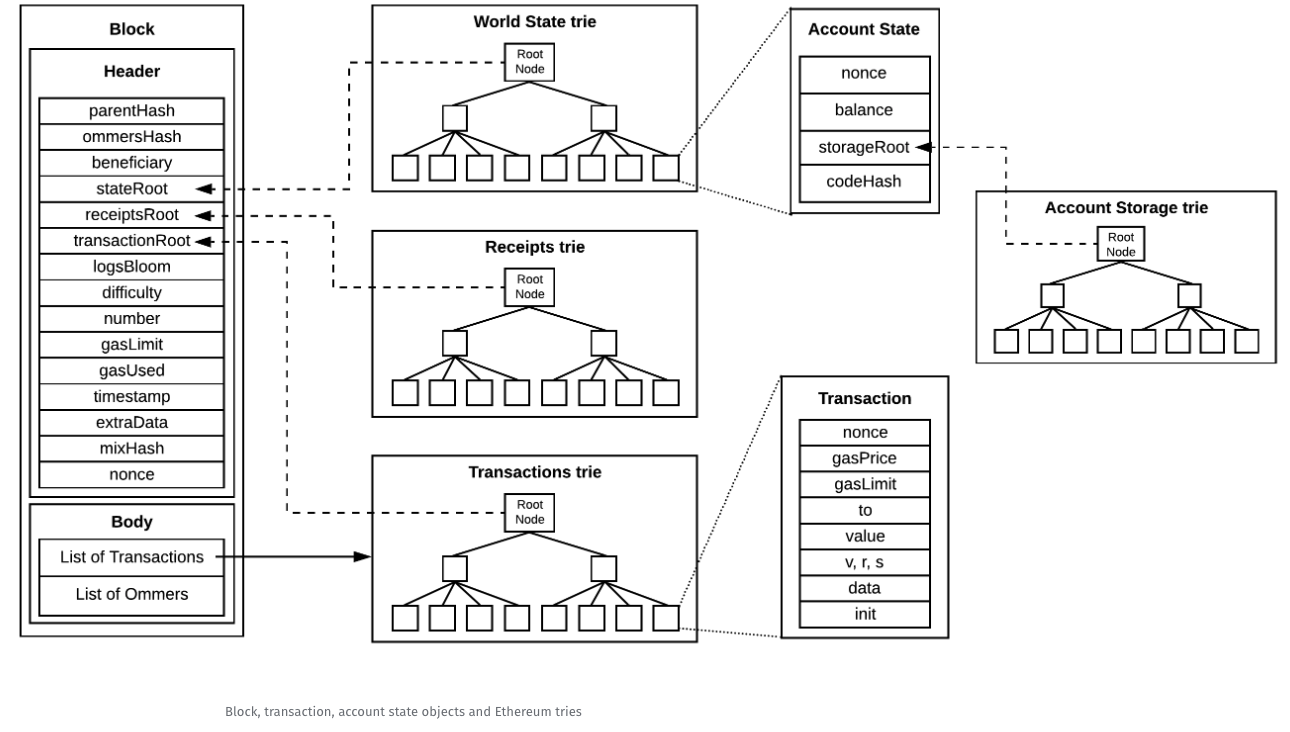 Block
Header
parentHash
ommersHash
beneficiary
stateRoot
receiptsRoot
transactionRoot
logsBloom
difficulty
number
gasLimit
gasUsed
timestamp
extraData
mixHash
nonce
Body
List of Transactions
List of Ommers
World State trie
Root
Node
Receipts trie
Root
Node
Transactions trie
Root
Node
Account State
nonce
balance
storageRoot
codeHash
Account Storage trie
Root
Node
Transaction
nonce
gasPrice
gasLimit
to
value
v, r, s
data
init
Block, transaction, account state objects and Ethereum tries